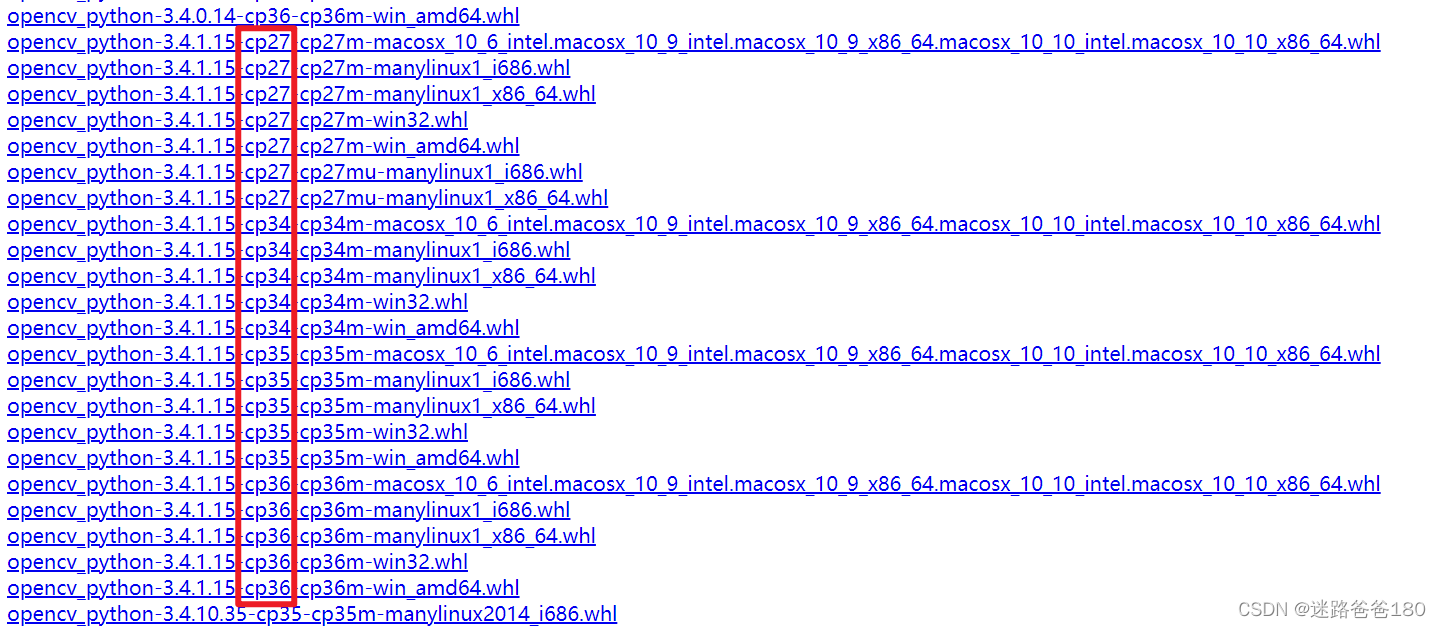 opencv_python-3.4.0.14-cp36-cp36m-win_amd64.whl
opencv_python-3.4.1.15-cp27-cp27m-macosx_10_6_intel.macosx_10_9_intel.macosx_10_9_x86_64.macosx_10_10_intel.macosx_10_10_x86_64.whl
opencv_python-3.4.1.15-cp27-cp27m-manylinux1_i686.whl
opencv_python-3.4.1.15-cp27-cp27m-manylinux1_x86_64.whl
opencv_python-3.4.1.15-cp27-cp27m-win32.whl
opencv_python-3.4.1.15-cp27-cp27m-win_amd64.whl
opencv_python-3.4.1.15-cp27-cp27mu-manylinux1_i686.whl
opencv_python-3.4.1.15-cp27-cp27mu-manylinux1_x86_64.whl
opencv_python-3.4.1.15-cp34-cp34m-macosx_10_6_intel.macosx_10_9_intel.macosx_10_9_x86_64.macosx_10_10_intel.macosx_10_10_x86_64.whl
opencv_python-3.4.1.15-cp34-cp34m-manylinux1_i686.whl
opencv_python-3.4.1.15-cp34-cp34m-manylinux1_x86_64.whl
opencv_python-3.4.1.15-cp34-cp34m-win32.whl
opencv_python-3.4.1.15-cp34-cp34m-win_amd64.whl
opencv_python-3.4.1.15-cp35-cp35m-macosx_10_6_intel.macosx_10_9_intel.macosx_10_9_x86_64.macosx_10_10_intel.macosx_10_10_x86_64.whl
opencv_python-3.4.1.15-cp35-cp35m-manylinux1_i686.whl
opencv_python-3.4.1.15-cp35-cp35m-manylinux1_x86_64.whl
opencv_python-3.4.1.15-cp35-cp35m-win32.whl
opencv_python-3.4.1.15-cp35-cp35m-win_amd64.whl
opencv_python-3.4.1.15-cp36-cp36m-macosx_10_6_intel.macosx_10_9_intel.macosx_10_9_x86_64.macosx_10_10_intel.macosx_10_10_x86_64.whl
opencv_python-3.4.1.15-cp36-cp36m-manylinux1_i686.whl
opencv_python-3.4.1.15-cp36-cp36m-manylinux1_x86_64.whl
opencv_python-3.4.1.15-cp36-cp36m-win32.whl
opencv_python-3.4.1.15-cp36-cp36m-win_amd64.whl
opencv_python-3.4.10.35-cp35-cp35m-manylinux2014_i686.whl
CSDN @迷路爸爸180